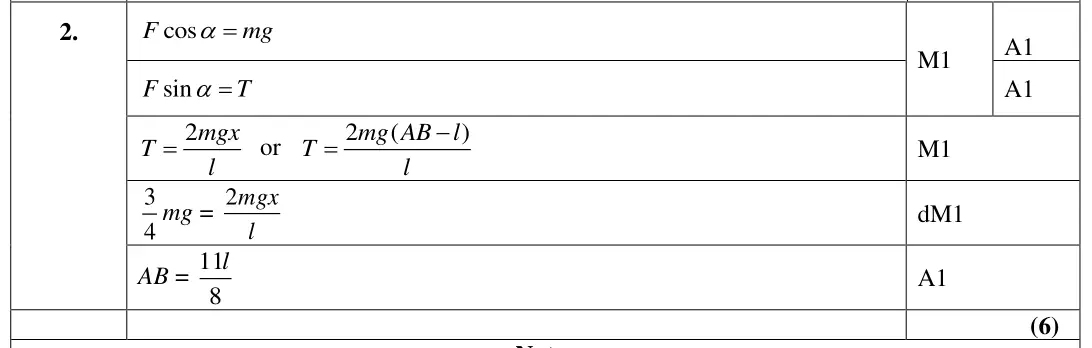 2. F cos α = mg M1 A1
F sin α = T A1
T = 2mgx/l or T = 2mg(AB – l)/l M1
3/4 mg = 2mgx/l dM1
AB = 11l/8 A1
(6)